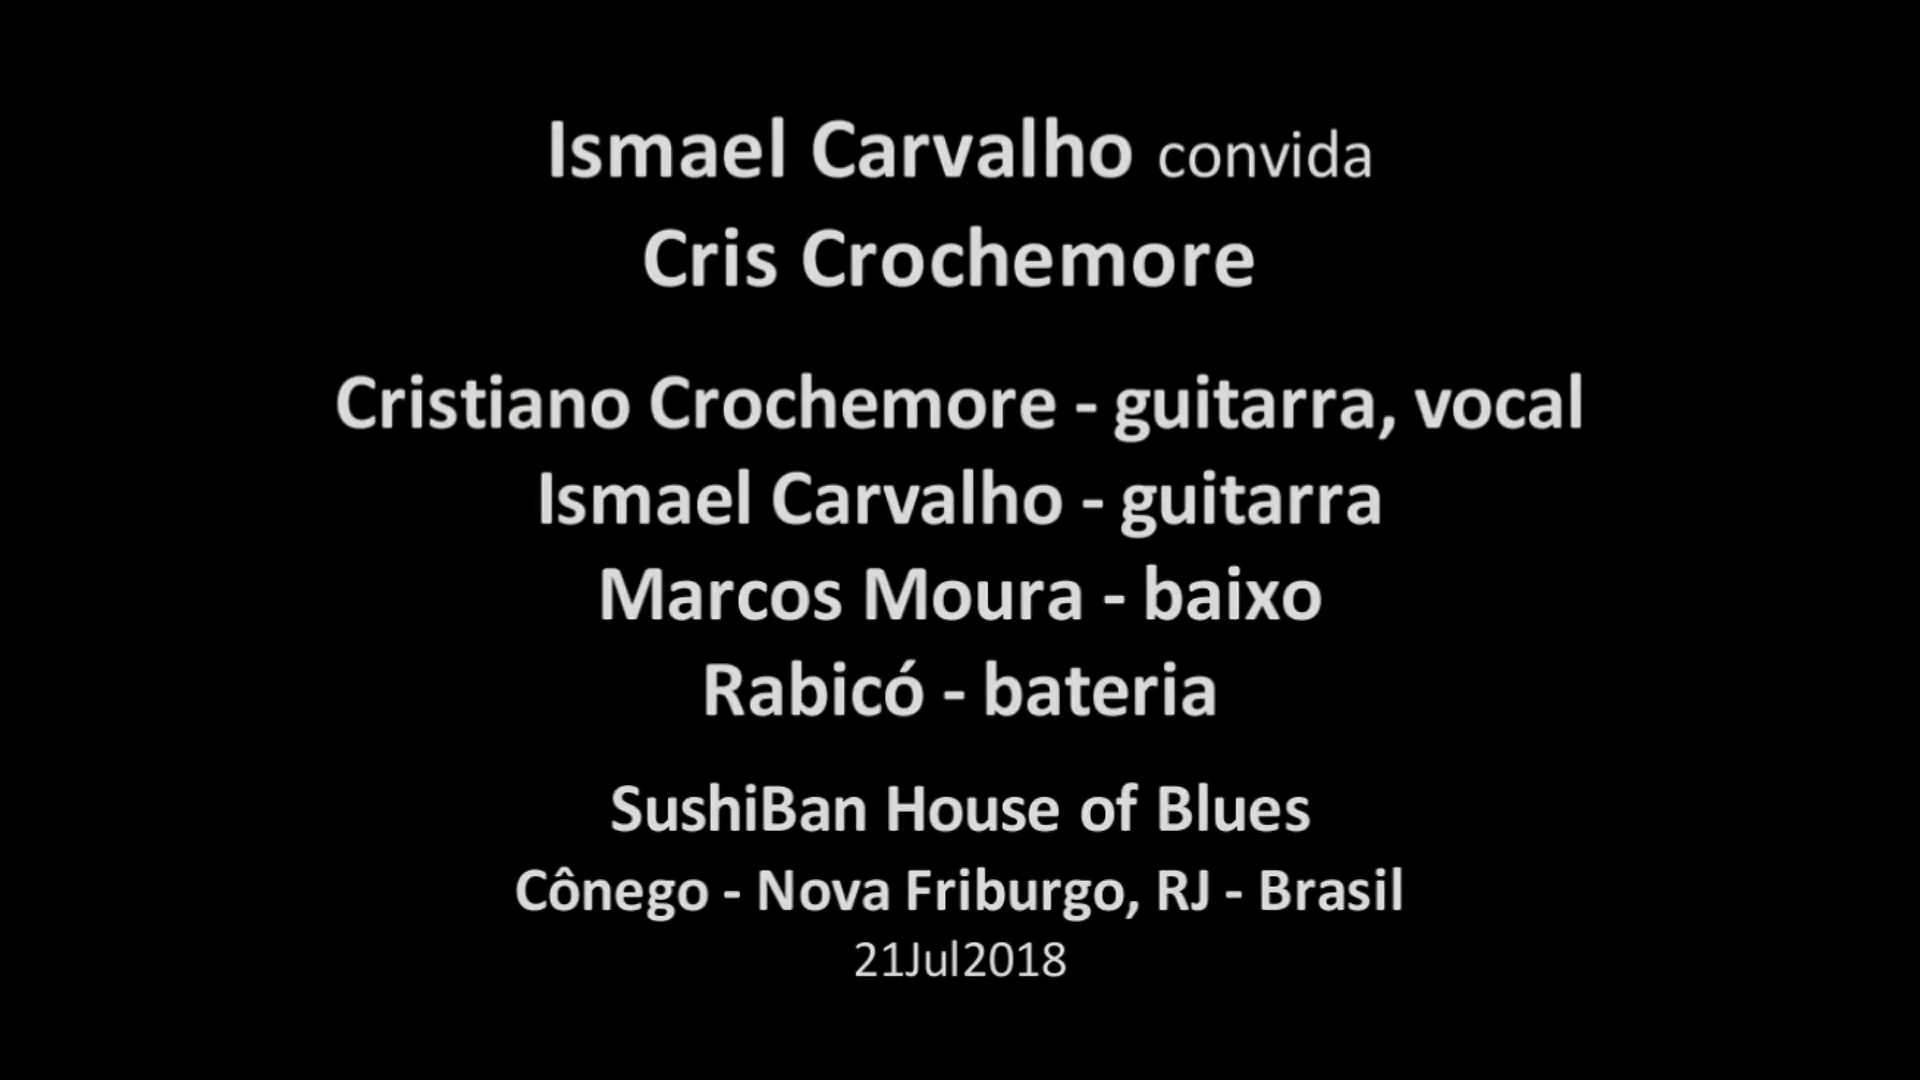 Ismael Carvalho convida
Cris Crochemore
Cristiano Crochemore - guitarra, vocal
Ismael Carvalho - guitarra
Marcos Moura - baixo
Rabicó - bateria
SushiBan House of Blues
Cônego - Nova Friburgo, RJ - Brasil
21Jul2018